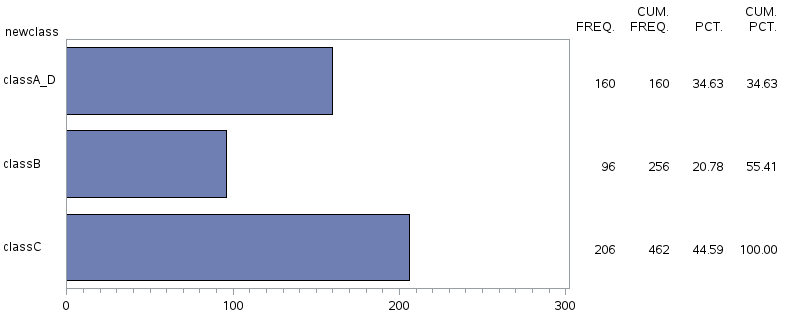 CUM. CUM.
newclass FREQ. FREQ. PCT. PCT.
classA_D 160 160 34.63 34.63
classB 96 256 20.78 55.41
classC 206 462 44.59 100.00
0 100 200 300